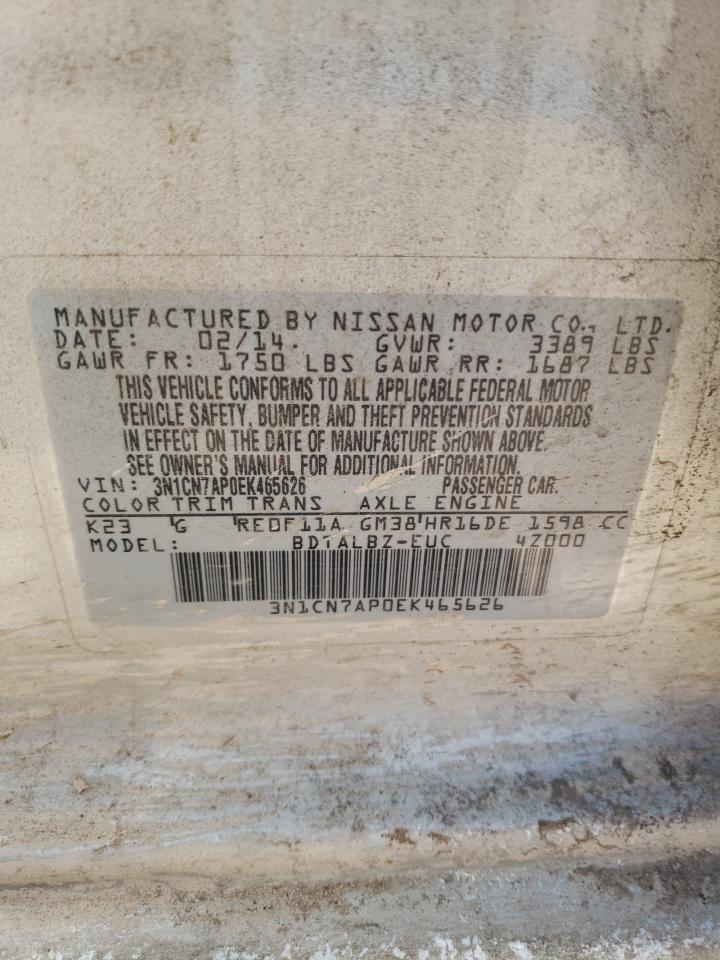 MANUFACTURED BY NISSAN MOTOR CO., LTD.
DATE: 02/14. GVWR: 3389 LBS
GAWR FR: 1750 LBS GAWR RR: 1687 LBS
THIS VEHICLE CONFORMS TO ALL APPLICABLE FEDERAL MOTOR
VEHICLE SAFETY, BUMPER AND THEFT PREVENTION STANDARDS
IN EFFECT ON THE DATE OF MANUFACTURE SHOWN ABOVE.
SEE OWNER'S MANUAL FOR ADDITIONAL INFORMATION.
VIN: 3N1CN7AP0EK465626 PASSENGER CAR.
COLOR TRIM TRANS AXLE ENGINE
K23 G RE0F11A GM38 HR16DE 1598 CC
MODEL: BDTALBZ-EUC 4Z000
3N1CN7AP0EK465626